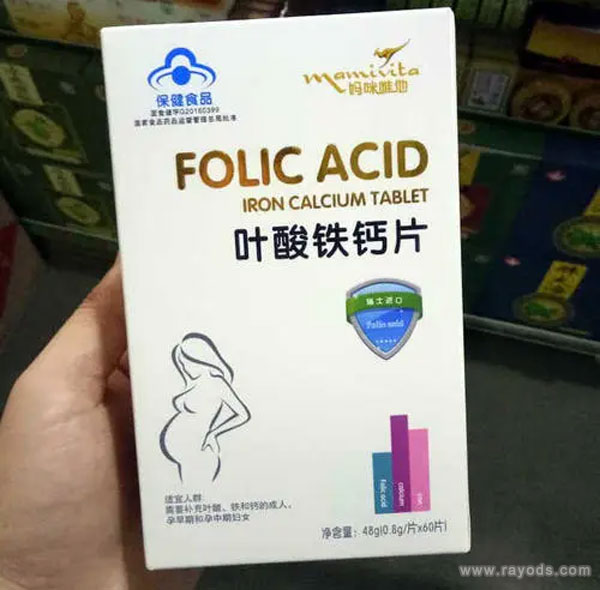 mamivita
妈咪唯他
保健食品
国食健字G20160399
国家食品药品监督管理总局批准
FOLIC ACID
IRON CALCIUM TABLET
叶酸铁钙片
瑞士进口
Folic acid
folic acid
calcium
iron
适宜人群
需要补充叶酸、铁和钙的成人，
孕早期和孕中期妇女
净含量：48g(0.8g/片x60片)
www.rayods.com